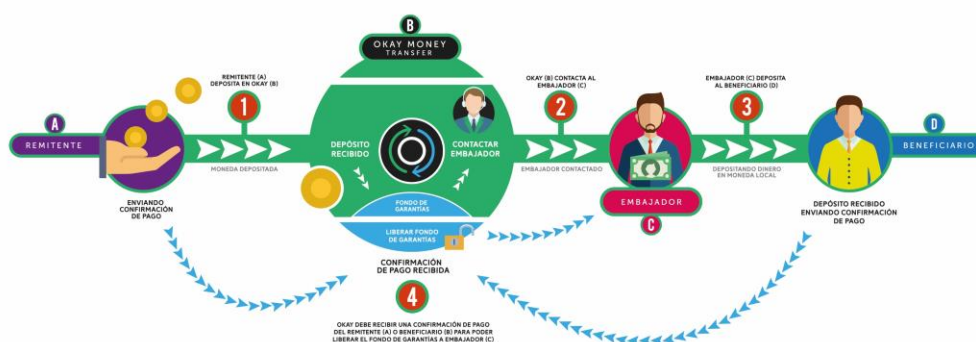 B
OKAY MONEY
TRANSFER
REMITENTE (A)
DEPOSITA EN OKAY (B)
1
OKAY (B) CONTACTA AL
EMBAJADOR (C)
2
EMBAJADOR (C) DEPOSITA
AL BENEFICIARIO (D)
3
A
REMITENTE
DEPÓSITO
RECIBIDO
CONTACTAR
EMBAJADOR
D
BENEFICIARIO
MONEDA DEPOSITADA
EMBAJADOR CONTACTADO
DEPOSITANDO DINERO
EN MONEDA LOCAL
ENVIANDO
CONFIRMACIÓN
DE PAGO
FONDO DE
GARANTÍAS
EMBAJADOR
C
DEPÓSITO RECIBIDO
ENVIANDO CONFIRMACIÓN
DE PAGO
LIBERAR FONDO
DE GARANTÍAS
CONFIRMACIÓN
DE PAGO RECIBIDA
4
OKAY DEBE RECIBIR UNA CONFIRMACIÓN DE PAGO
DEL REMITENTE (A) O BENEFICIARIO (B) PARA PODER
LIBERAR EL FONDO DE GARANTÍAS A EMBAJADOR (C)